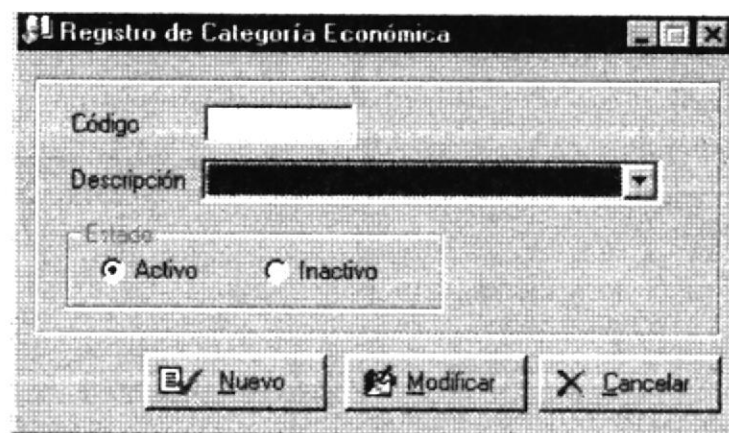 Registro de Categoría Económica
Código
Descripción
Estado
Activo Inactivo
Nuevo Modificar Cancelar